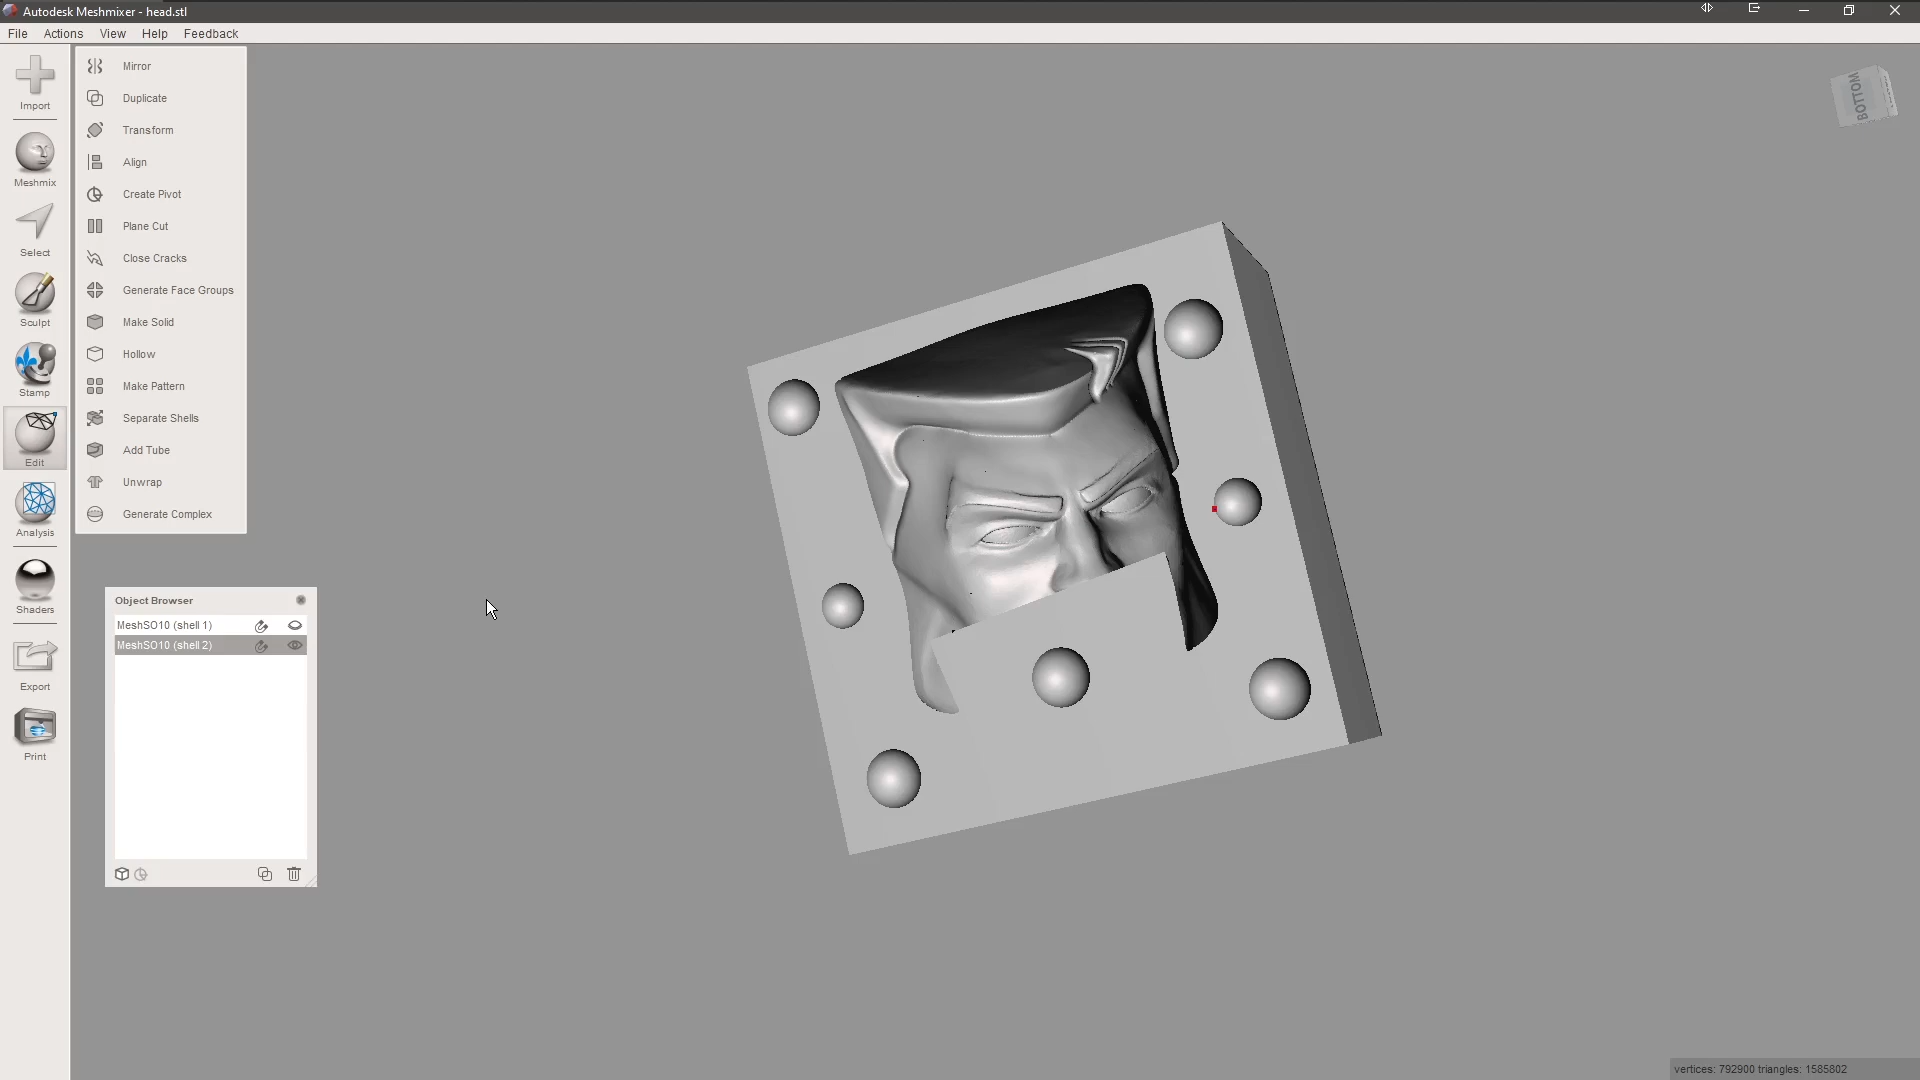 Autodesk Meshmixer - head.stl
File Actions View Help Feedback
Import
Meshmix
Select
Sculpt
Stamp
Edit
Analysis
Shaders
Export
Print
Mirror
Duplicate
Transform
Align
Create Pivot
Plane Cut
Close Cracks
Generate Face Groups
Make Solid
Hollow
Make Pattern
Separate Shells
Add Tube
Unwrap
Generate Complex
Object Browser
MeshSO10 (shell 1)
MeshSO10 (shell 2)
BOTTOM
vertices: 792900 triangles: 1585802